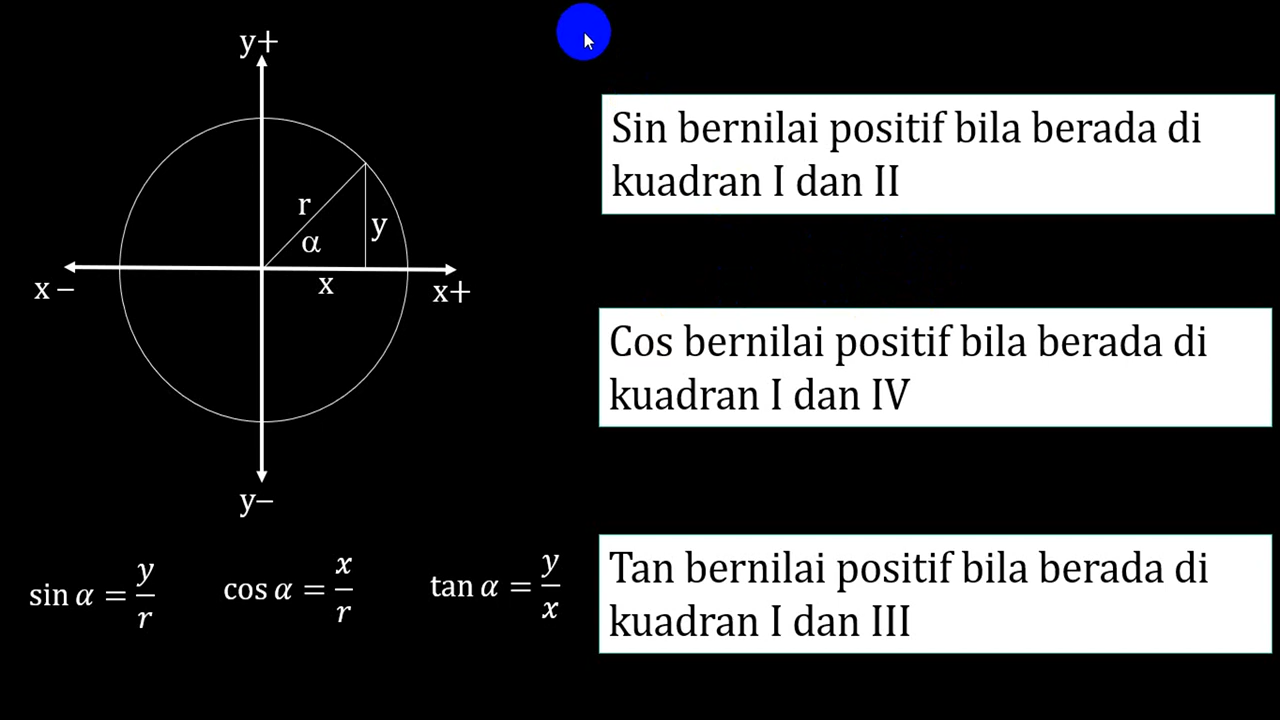 y+
r
α
y
x
x –
x+
y–
sin α = y/r
cos α = x/r
tan α = y/x
Sin bernilai positif bila berada di
kuadran I dan II
Cos bernilai positif bila berada di
kuadran I dan IV
Tan bernilai positif bila berada di
kuadran I dan III